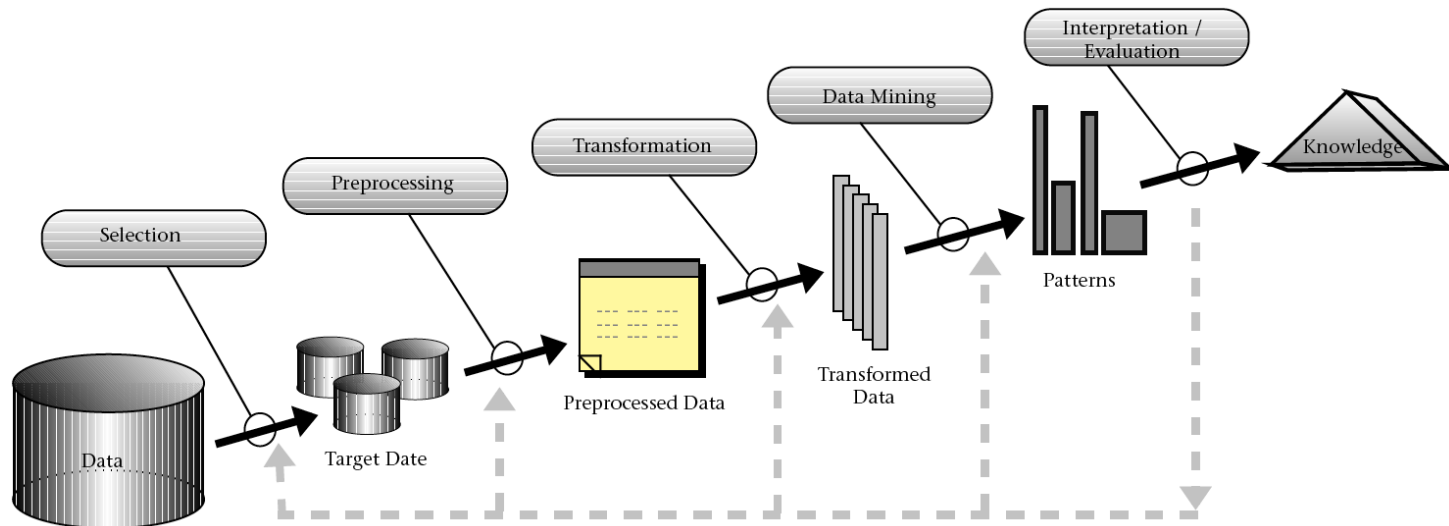 Interpretation /
Evaluation
Data Mining
Transformation
Preprocessing
Selection
Knowledge
Patterns
Transformed
Data
Preprocessed Data
Target Date
Data